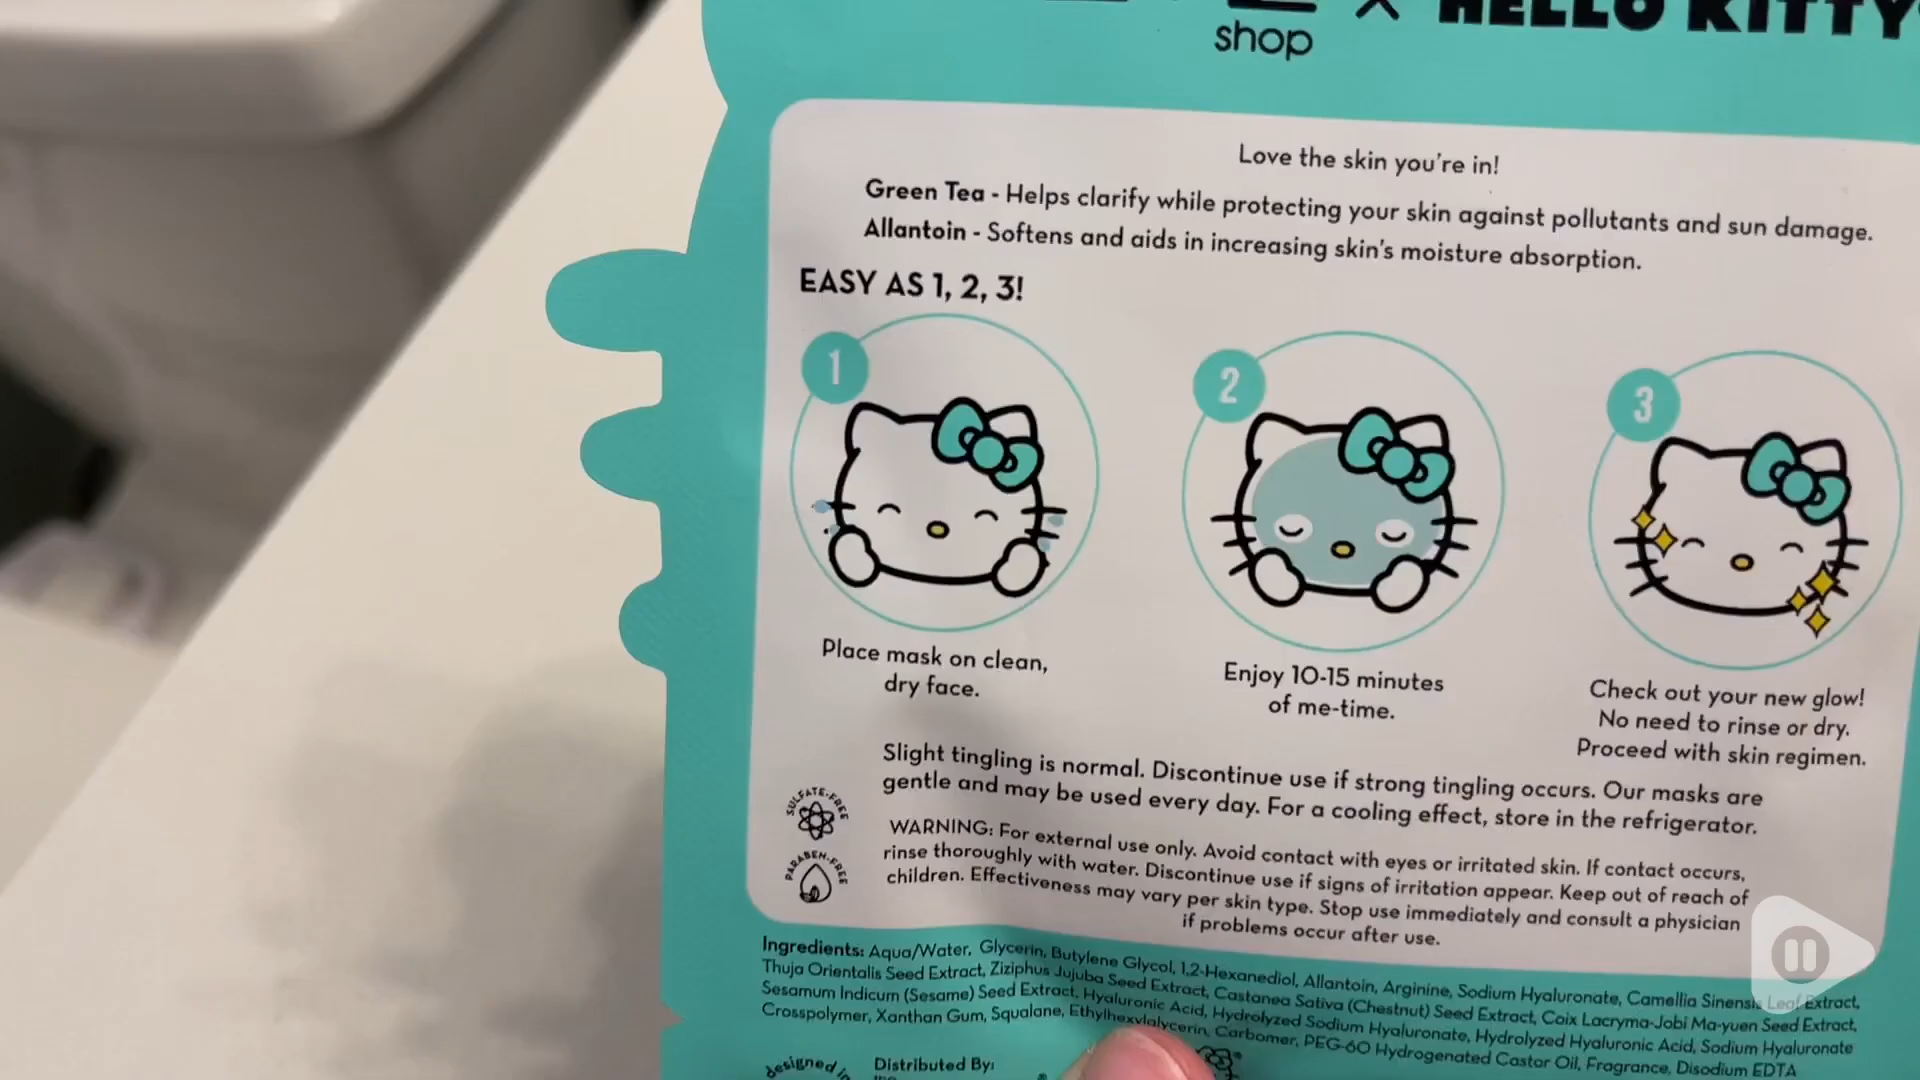 HELLO KITTY
shop
Love the skin you're in!
Green Tea - Helps clarify while protecting your skin against pollutants and sun damage.
Allantoin - Softens and aids in increasing skin's moisture absorption.
EASY AS 1, 2, 3!
1
2
3
Place mask on clean,
dry face.
Enjoy 10-15 minutes
of me-time.
Check out your new glow!
No need to rinse or dry.
Proceed with skin regimen.
Slight tingling is normal. Discontinue use if strong tingling occurs. Our masks are
gentle and may be used every day. For a cooling effect, store in the refrigerator.
SULFATE-FREE
PARABEN-FREE
WARNING: For external use only. Avoid contact with eyes or irritated skin. If contact occurs,
rinse thoroughly with water. Discontinue use if signs of irritation appear. Keep out of reach of
children. Effectiveness may vary per skin type. Stop use immediately and consult a physician
if problems occur after use.
Ingredients: Aqua/Water, Glycerin, Butylene Glycol, 1,2-Hexanediol, Allantoin, Arginine, Sodium Hyaluronate, Camellia Sinensis Leaf Extract,
Thuja Orientalis Seed Extract, Ziziphus Jujuba Seed Extract, Castanea Sativa (Chestnut) Seed Extract, Coix Lacryma-Jobi Ma-yuen Seed Extract,
Sesamum Indicum (Sesame) Seed Extract, Hyaluronic Acid, Hydrolyzed Sodium Hyaluronate, Hydrolyzed Hyaluronic Acid, Sodium Hyaluronate
Crosspolymer, Xanthan Gum, Squalane, Ethylhexylglycerin, Carbomer, PEG-60 Hydrogenated Castor Oil, Fragrance, Disodium EDTA
designed in
Distributed By: